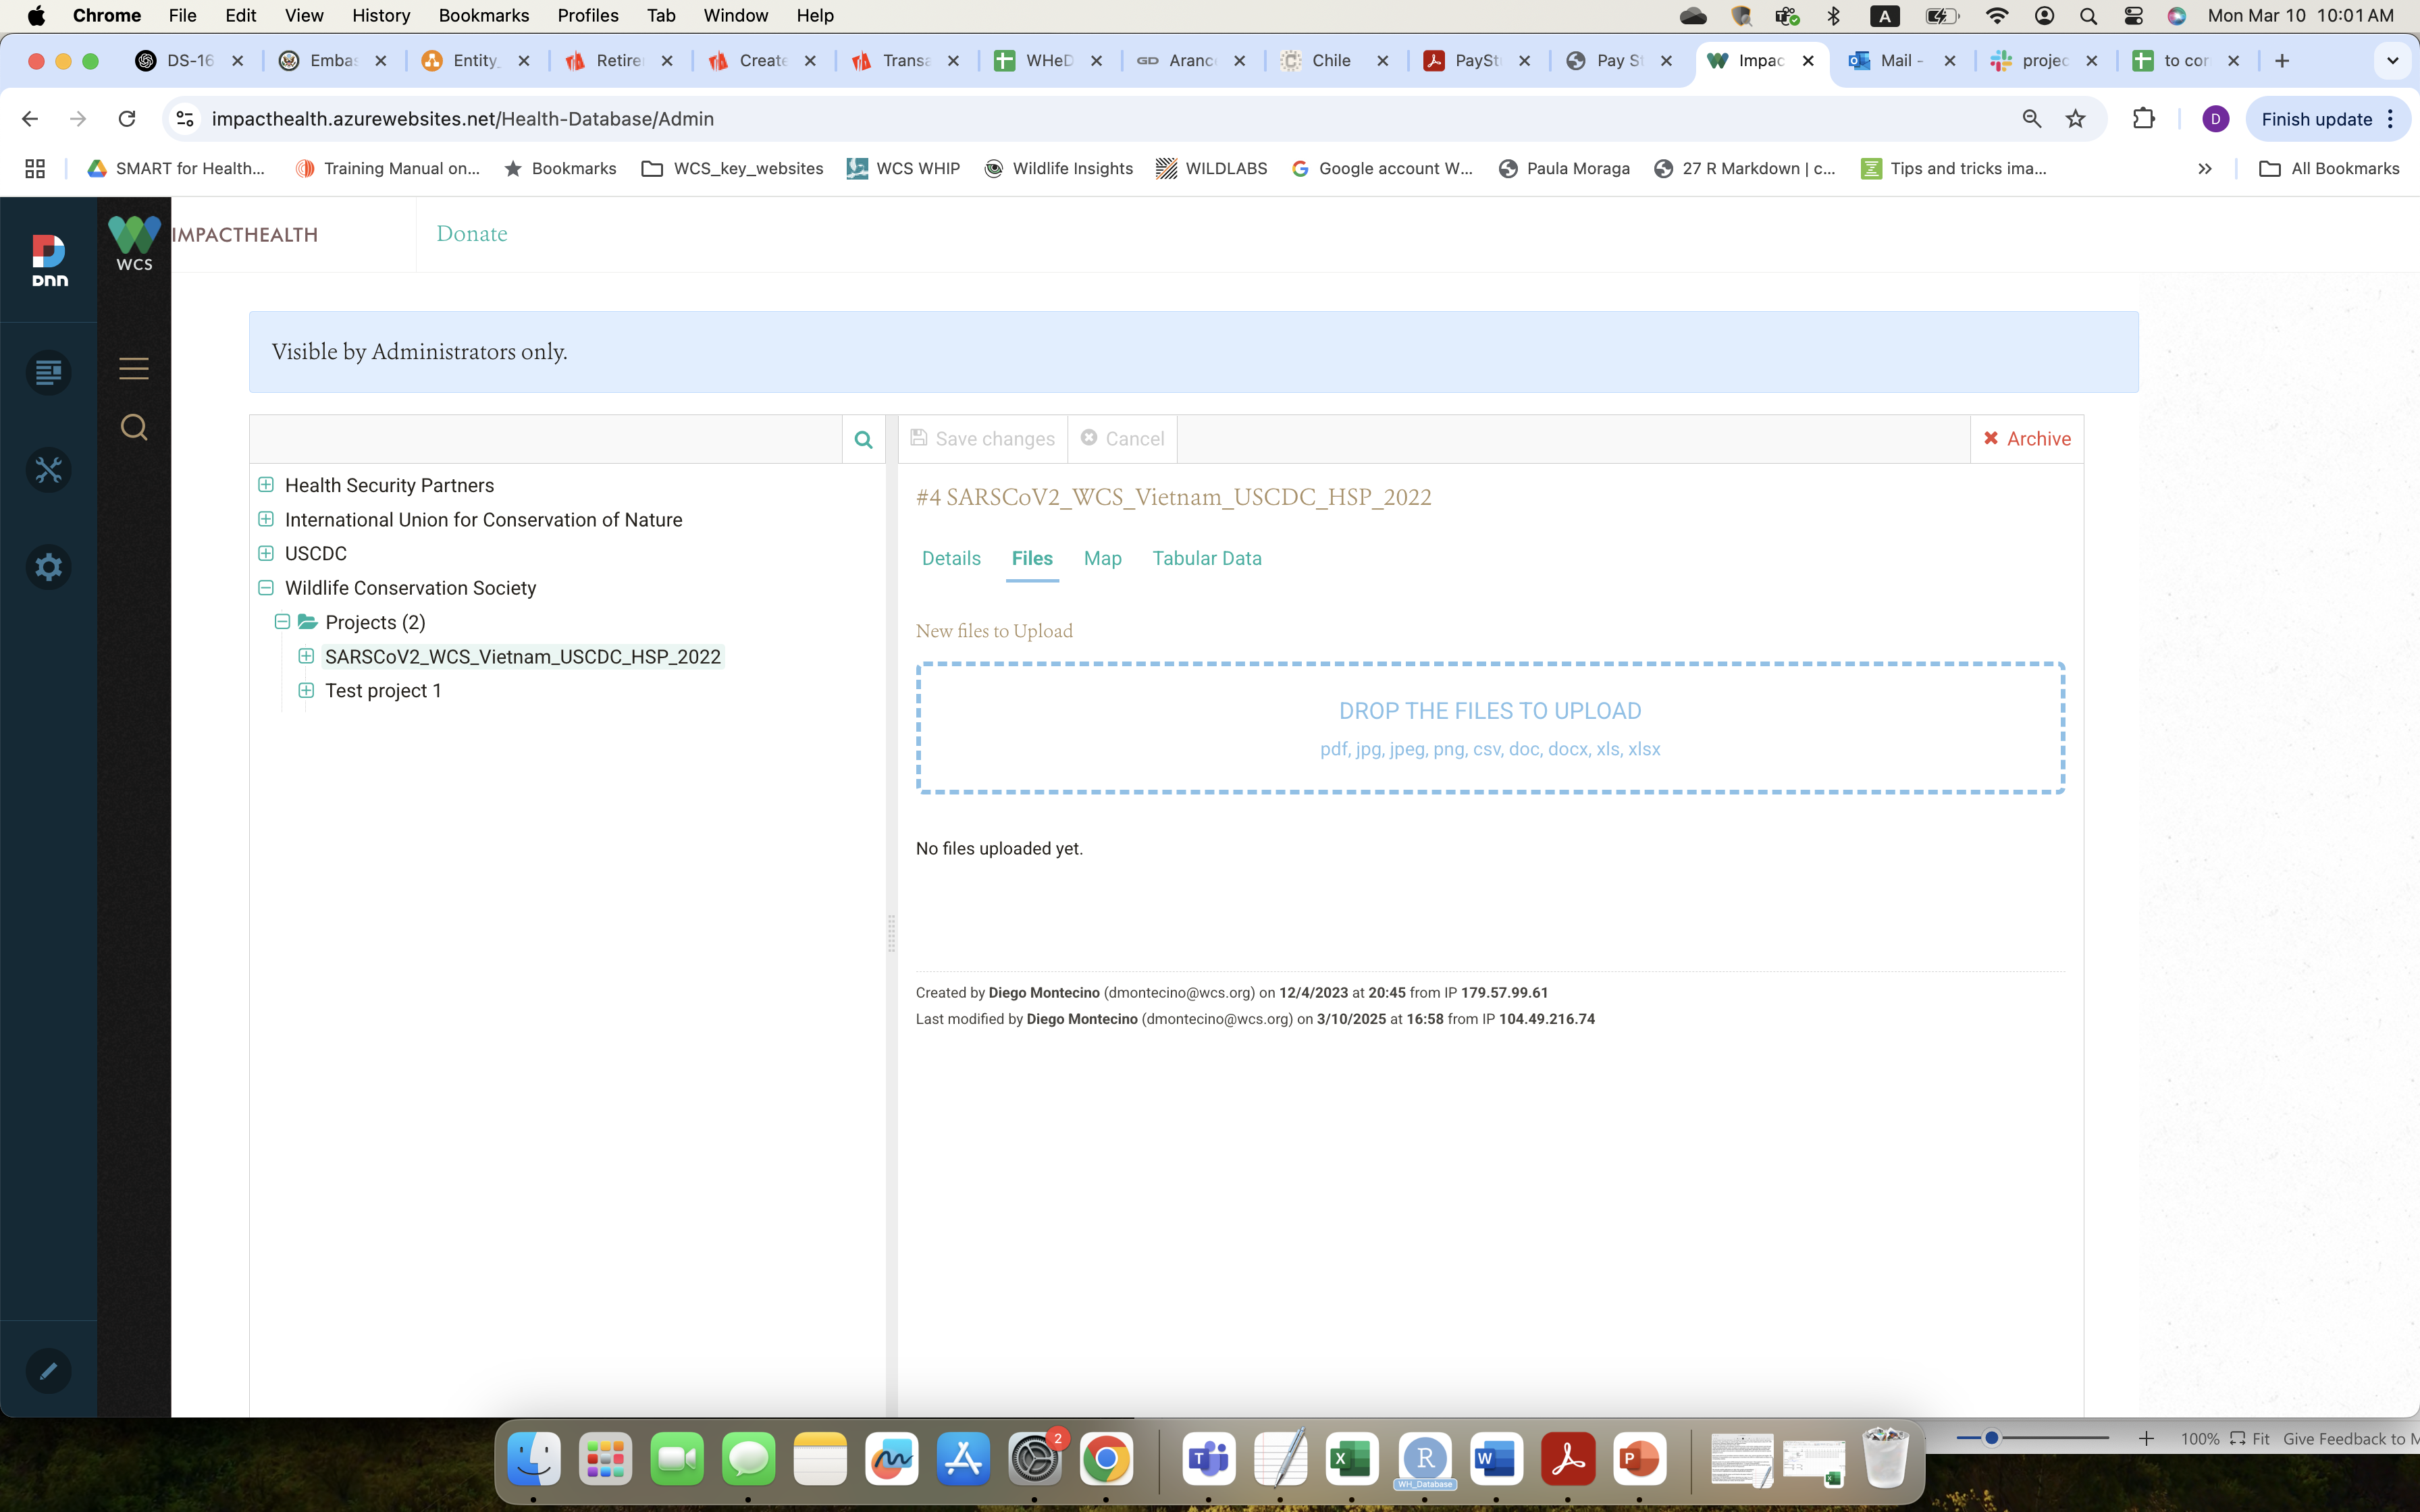 Chrome File Edit View History Bookmarks Profiles Tab Window Help A Mon Mar 10 10:01 AM
DS-16 Embas Entity_ Retire Create Transa WHeD GD Aranc Chile PayStu Pay St Impac Mail - projec to cor
impacthealth.azurewebsites.net/Health-Database/Admin D Finish update
SMART for Health... Training Manual on... Bookmarks WCS_key_websites WCS WHIP Wildlife Insights WILDLABS Google account W... Paula Moraga 27 R Markdown | c... Tips and tricks ima... All Bookmarks
DNN
WCS
IMPACTHEALTH
Donate
Visible by Administrators only.
Save changes Cancel Archive
Health Security Partners
International Union for Conservation of Nature
USCDC
Wildlife Conservation Society
Projects (2)
SARSCoV2_WCS_Vietnam_USCDC_HSP_2022
Test project 1
#4 SARSCoV2_WCS_Vietnam_USCDC_HSP_2022
Details Files Map Tabular Data
New files to Upload
DROP THE FILES TO UPLOAD
pdf, jpg, jpeg, png, csv, doc, docx, xls, xlsx
No files uploaded yet.
Created by Diego Montecino (dmontecino@wcs.org) on 12/4/2023 at 20:45 from IP 179.57.99.61
Last modified by Diego Montecino (dmontecino@wcs.org) on 3/10/2025 at 16:58 from IP 104.49.216.74
2
T X R W P
WH_Database
100% Fit Give Feedback to M